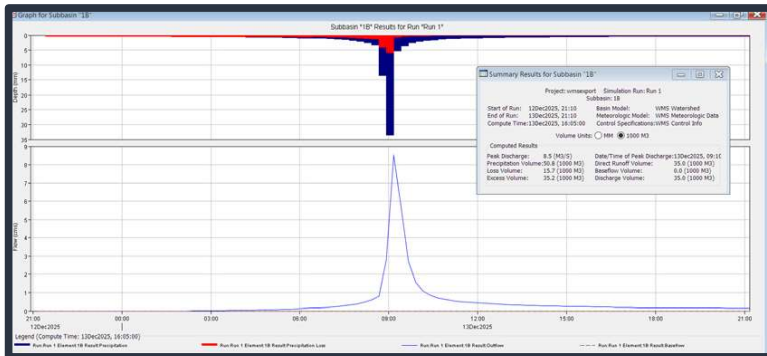 Graph for Subbasin "1B"
Subbasin "1B" Results for Run "Run 1"
Depth (mm)
0
5
10
15
20
25
30
35
Summary Results for Subbasin "1B"
Project: wmsexport Simulation Run: Run 1
Subbasin: 1B
Start of Run: 12Dec2025, 21:10 Basin Model: WMS Watershed
End of Run: 13Dec2025, 21:10 Meteorologic Model: WMS Meteorologic Data
Compute Time:13Dec2025, 16:05:00 Control Specifications:WMS Control Info
Volume Units: MM 1000 M3
Computed Results
Peak Discharge: 8.5 (M3/S) Date/Time of Peak Discharge:13Dec2025, 09:10
Precipitation Volume:50.8 (1000 M3) Direct Runoff Volume: 35.0 (1000 M3)
Loss Volume: 15.7 (1000 M3) Baseflow Volume: 0.0 (1000 M3)
Excess Volume: 35.2 (1000 M3) Discharge Volume: 35.0 (1000 M3)
Flow (cms)
9
8
7
6
5
4
3
2
1
0
21:00 00:00 03:00 06:00 09:00 12:00 15:00 18:00 21:00
12Dec2025 13Dec2025
Legend (Compute Time: 13Dec2025, 16:05:00)
Run:Run 1 Element:1B Result:Precipitation Run:Run 1 Element:1B Result:Precipitation Loss Run:Run 1 Element:1B Result:Outflow Run:Run 1 Element:1B Result:Baseflow